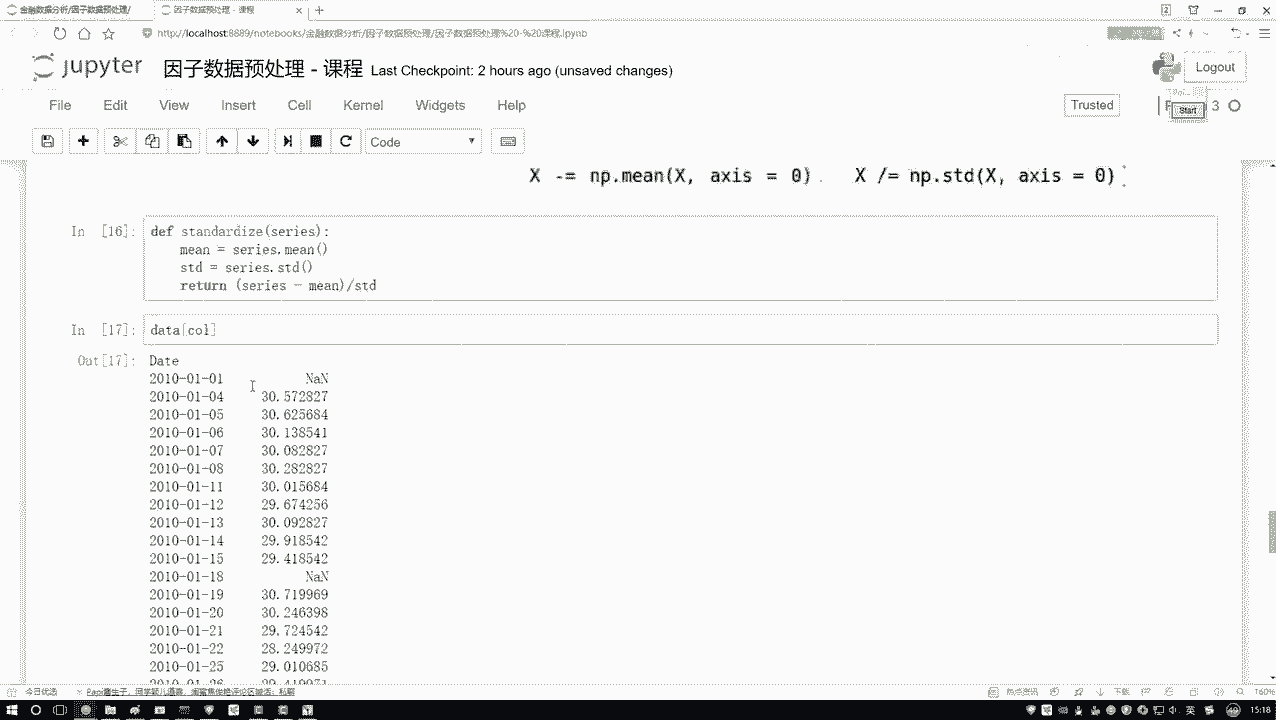 金融数据分析/因子数据预处理/
因子数据预处理 - 课程
http://localhost:8889/notebooks/金融数据分析/因子数据预处理/因子数据预处理%20-%20课程.ipynb
jupyter 因子数据预处理 - 课程 Last Checkpoint: 2 hours ago (unsaved changes)
Logout
File Edit View Insert Cell Kernel Widgets Help
Trusted
3
Start
Code
X -= np.mean(X, axis = 0) . X /= np.std(X, axis = 0)
In [16]:
def standardize(series):
mean = series.mean()
std = series.std()
return (series - mean)/std
In [17]: data[col]
Out[17]: Date
2010-01-01 NaN
2010-01-04 30.572827
2010-01-05 30.625684
2010-01-06 30.138541
2010-01-07 30.082827
2010-01-08 30.282827
2010-01-11 30.015684
2010-01-12 29.674256
2010-01-13 30.092827
2010-01-14 29.918542
2010-01-15 29.418542
2010-01-18 NaN
2010-01-19 30.719969
2010-01-20 30.246398
2010-01-21 29.724542
2010-01-22 28.249972
2010-01-25 29.010685
今日优选
热点资讯
下载
160%
英
15:18